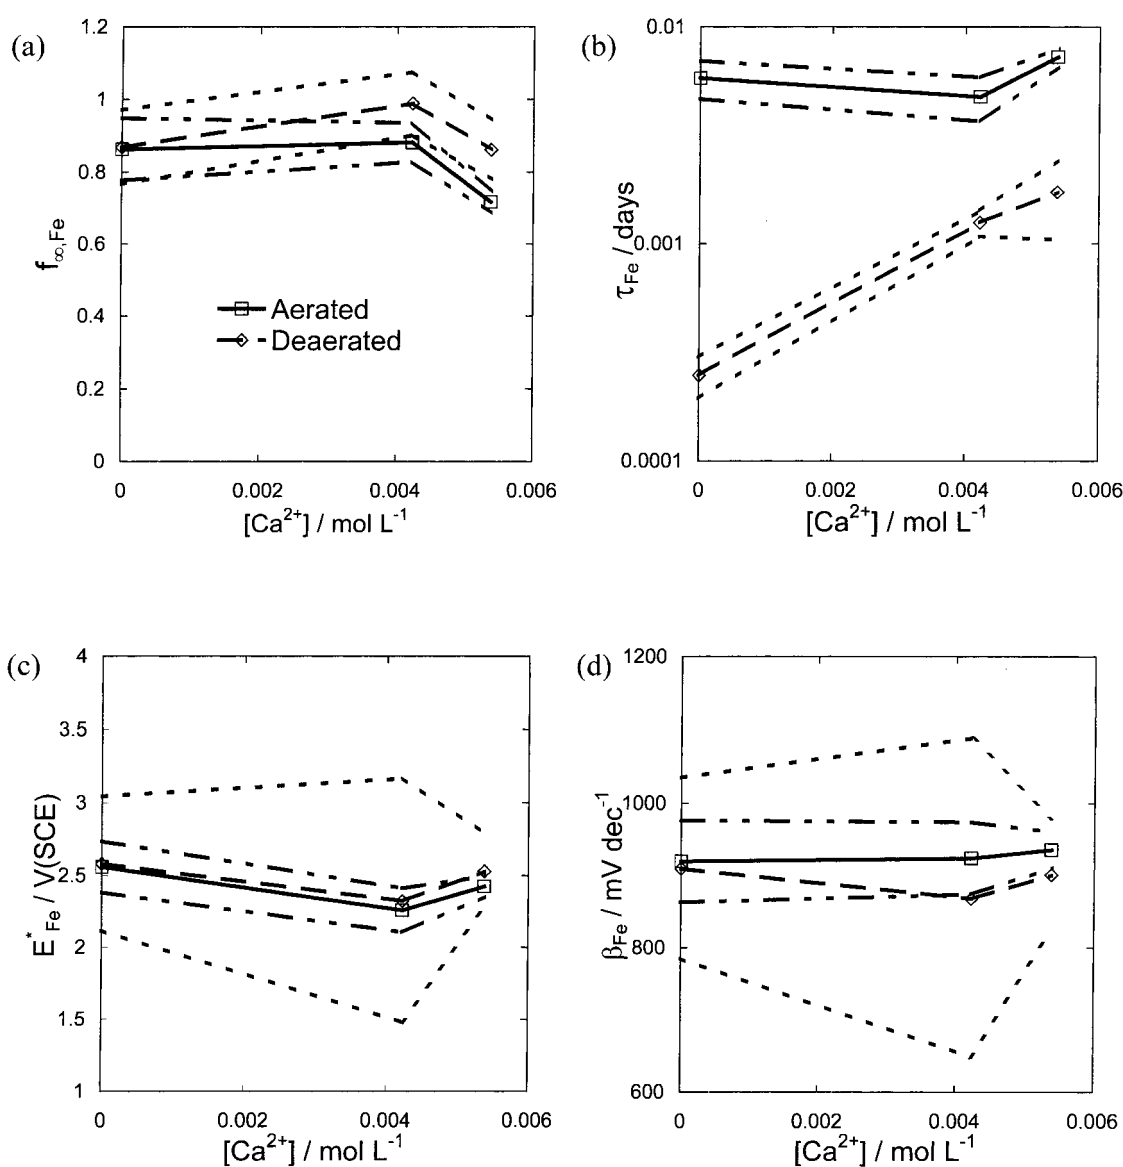 (a)
1.2
1
0.8
0.6
0.4
0.2
0
f∞,Fe
Aerated
Deaerated
0 0.002 0.004 0.006
[Ca2+] / mol L-1
(b)
0.01
0.001
0.0001
τFe / days
0 0.002 0.004 0.006
[Ca2+] / mol L-1
(c)
4
3.5
3
2.5
2
1.5
1
E*Fe / V(SCE)
0 0.002 0.004 0.006
[Ca2+] / mol L-1
(d)
1200
1000
800
600
βFe / mV dec-1
0 0.002 0.004 0.006
[Ca2+] / mol L-1